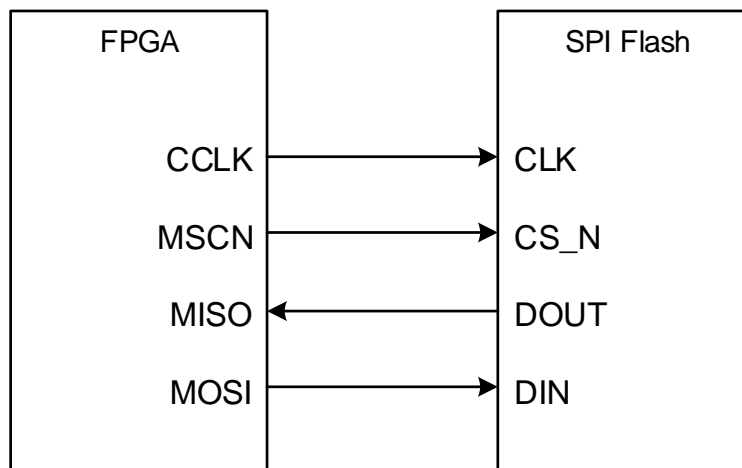 FPGA
SPI Flash
CCLK
CLK
MSCN
CS_N
MISO
DOUT
MOSI
DIN